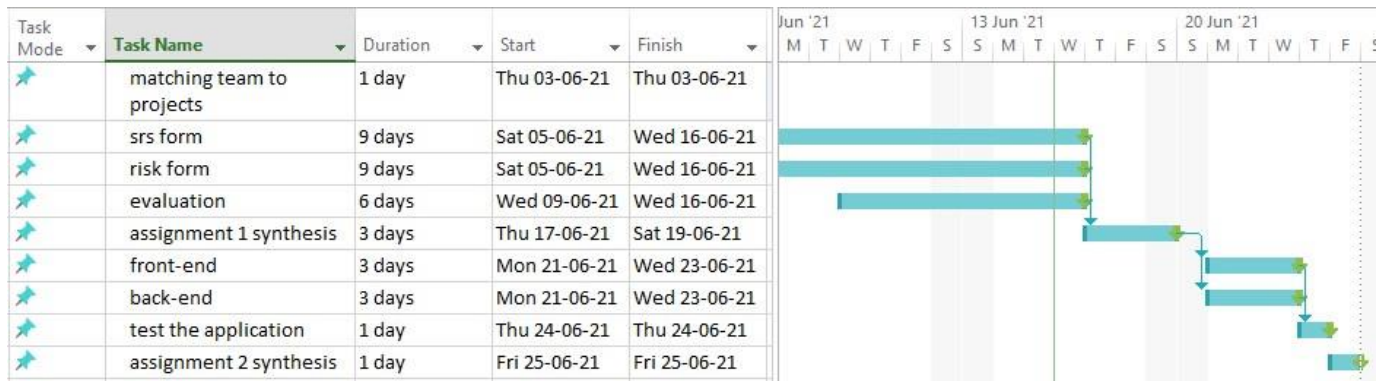 Task Mode Task Name Duration Start Finish
matching team to projects 1 day Thu 03-06-21 Thu 03-06-21
srs form 9 days Sat 05-06-21 Wed 16-06-21
risk form 9 days Sat 05-06-21 Wed 16-06-21
evaluation 6 days Wed 09-06-21 Wed 16-06-21
assignment 1 synthesis 3 days Thu 17-06-21 Sat 19-06-21
front-end 3 days Mon 21-06-21 Wed 23-06-21
back-end 3 days Mon 21-06-21 Wed 23-06-21
test the application 1 day Thu 24-06-21 Thu 24-06-21
assignment 2 synthesis 1 day Fri 25-06-21 Fri 25-06-21
Jun '21 13 Jun '21 20 Jun '21
M T W T F S S M T W T F S S M T W T F S